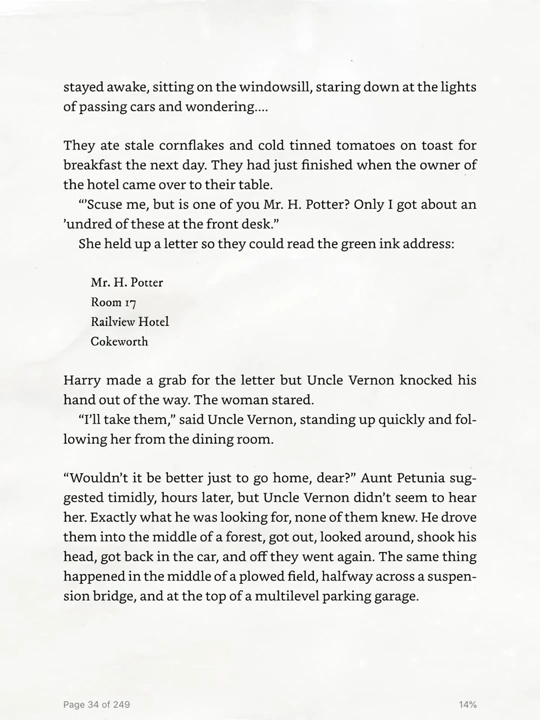 stayed awake, sitting on the windowsill, staring down at the lights
of passing cars and wondering....
They ate stale cornflakes and cold tinned tomatoes on toast for
breakfast the next day. They had just finished when the owner of
the hotel came over to their table.
“’Scuse me, but is one of you Mr. H. Potter? Only I got about an
’undred of these at the front desk.”
She held up a letter so they could read the green ink address:
Mr. H. Potter
Room 17
Railview Hotel
Cokeworth
Harry made a grab for the letter but Uncle Vernon knocked his
hand out of the way. The woman stared.
“I’ll take them,” said Uncle Vernon, standing up quickly and fol-
lowing her from the dining room.
“Wouldn’t it be better just to go home, dear?” Aunt Petunia sug-
gested timidly, hours later, but Uncle Vernon didn’t seem to hear
her. Exactly what he was looking for, none of them knew. He drove
them into the middle of a forest, got out, looked around, shook his
head, got back in the car, and off they went again. The same thing
happened in the middle of a plowed field, halfway across a suspen-
sion bridge, and at the top of a multilevel parking garage.
Page 34 of 249
14%